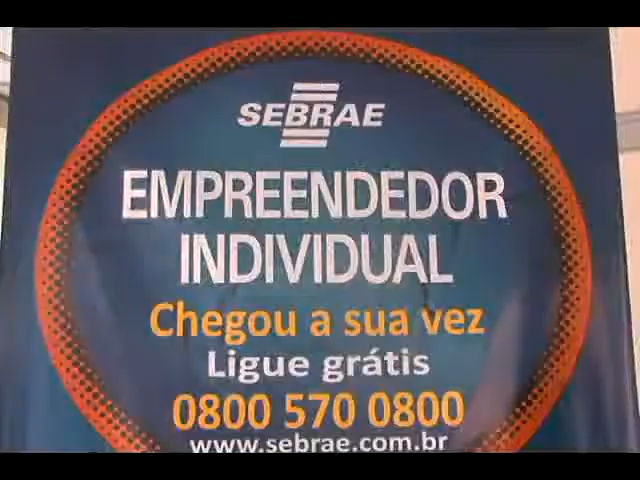 SEBRAE
EMPREENDEDOR
INDIVIDUAL
Chegou a sua vez
Ligue grátis
0800 570 0800
www.sebrae.com.br